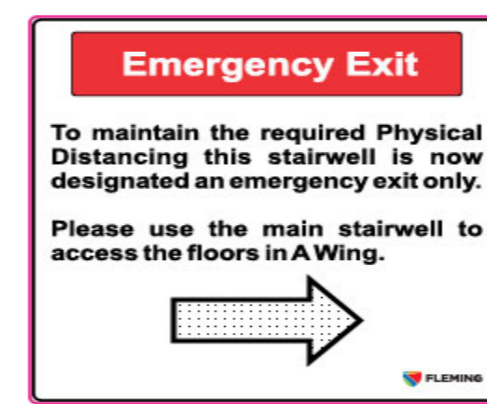 Emergency Exit
To maintain the required Physical
Distancing this stairwell is now
designated an emergency exit only.
Please use the main stairwell to
access the floors in A Wing.
FLEMING